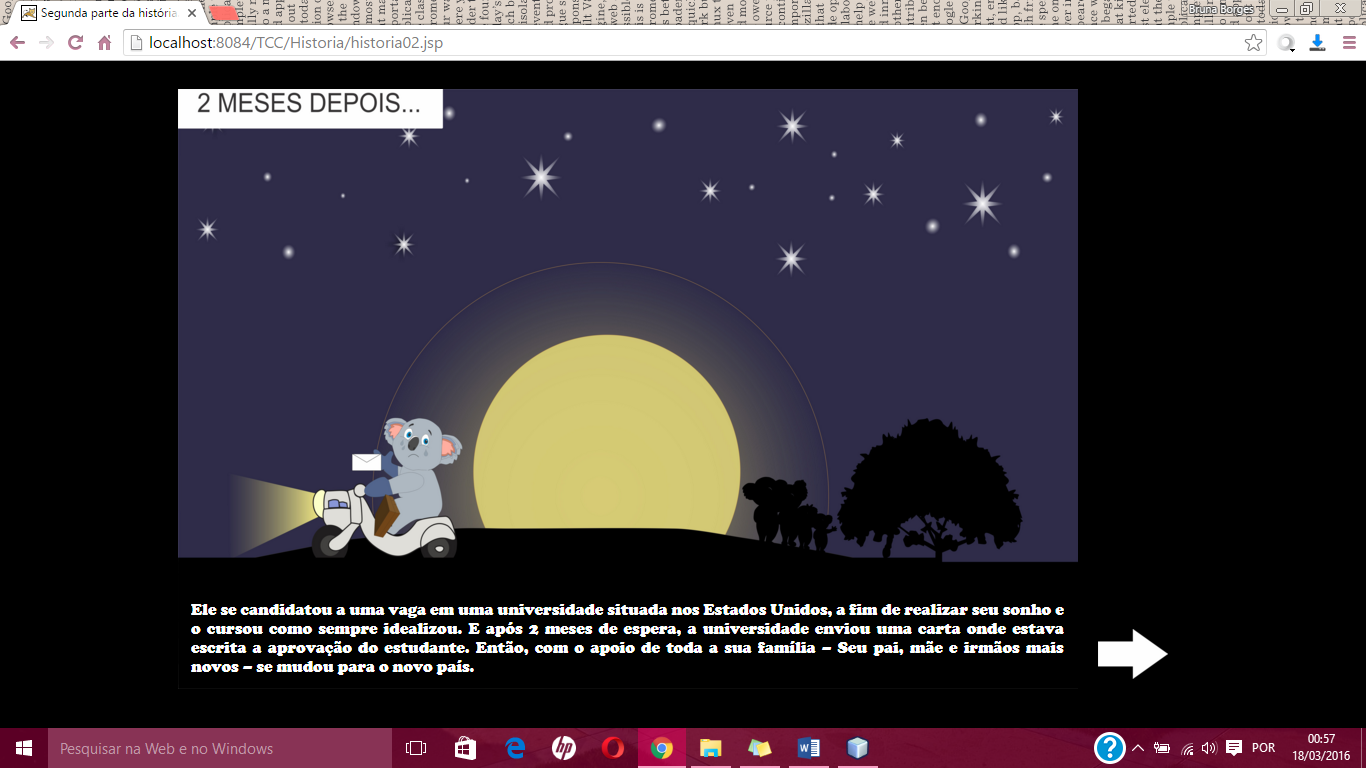 Segunda parte da história.
Bruna Borges
localhost:8084/TCC/Historia/historia02.jsp
2 MESES DEPOIS...
Ele se candidatou a uma vaga em uma universidade situada nos Estados Unidos, a fim de realizar seu sonho e
o cursou como sempre idealizou. E após 2 meses de espera, a universidade enviou uma carta onde estava
escrita a aprovação do estudante. Então, com o apoio de toda a sua família – Seu pai, mãe e irmãos mais
novos – se mudou para o novo país.
Pesquisar na Web e no Windows
POR
00:57
18/03/2016